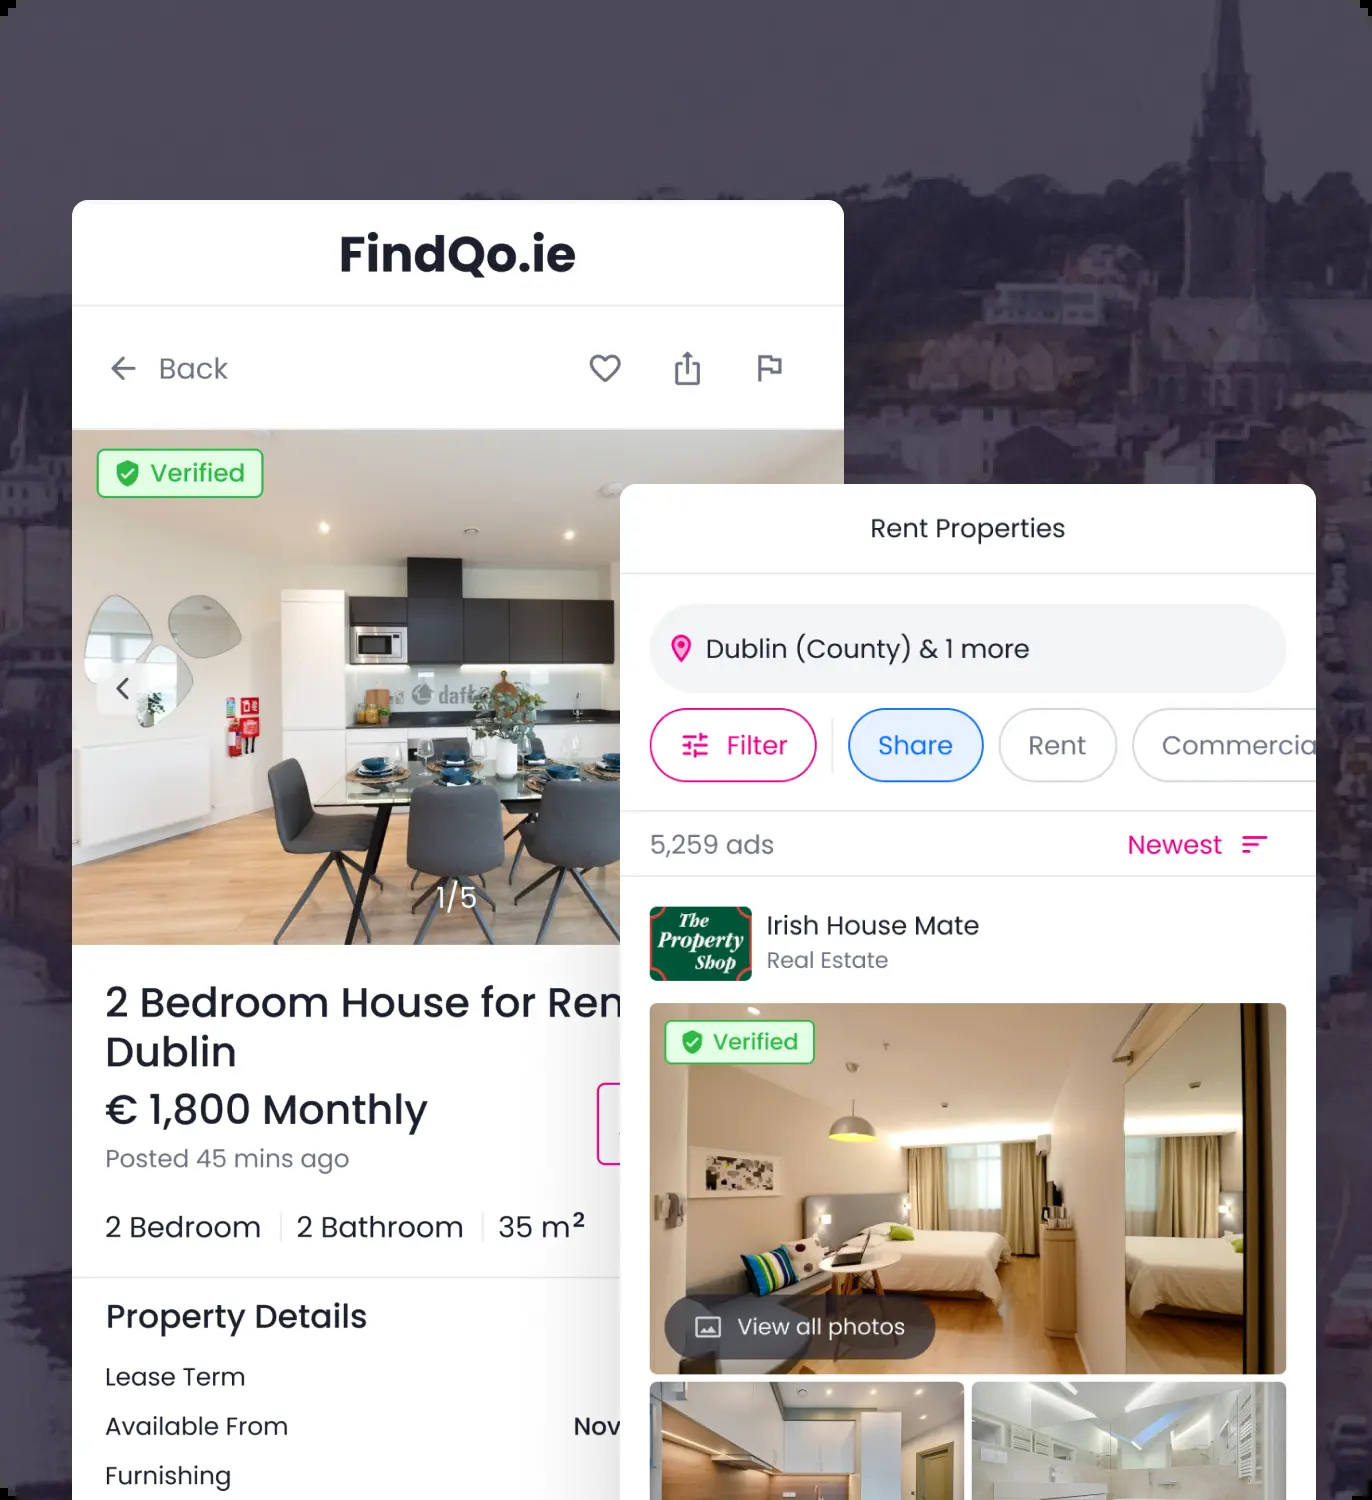 FindQo.ie
Back
Verified
daft
1/5
2 Bedroom House for Ren
Dublin
€ 1,800 Monthly
Posted 45 mins ago
2 Bedroom 2 Bathroom 35 m²
Property Details
Lease Term
Available From Nov
Furnishing
Rent Properties
Dublin (County) & 1 more
Filter Share Rent Commercia
5,259 ads Newest
The
Property
Shop
Irish House Mate
Real Estate
Verified
View all photos